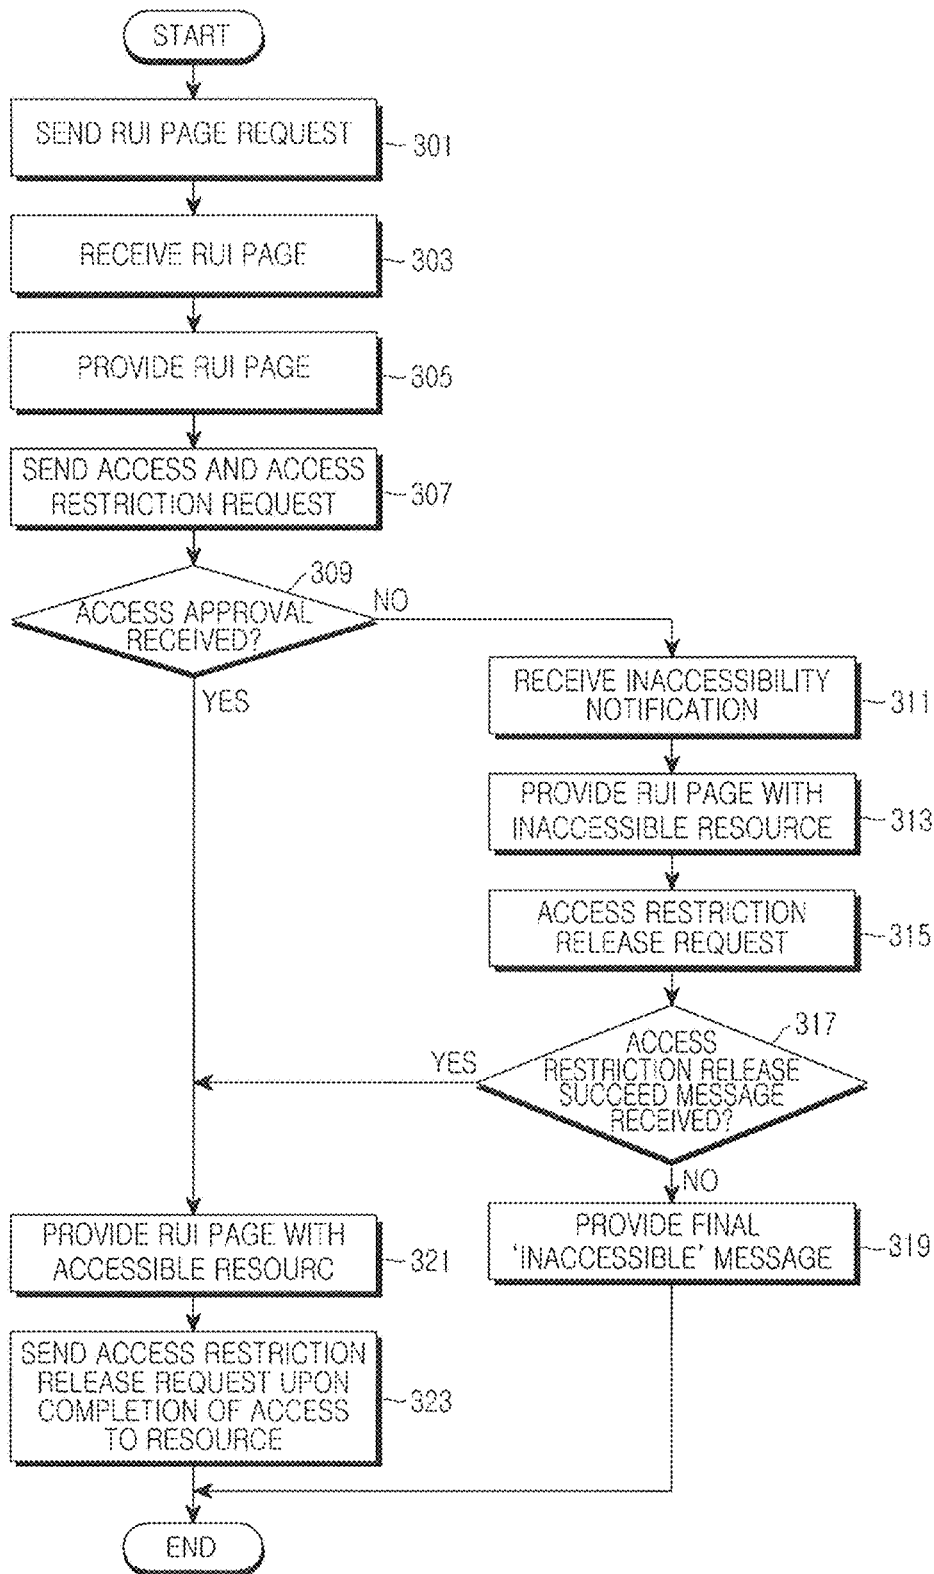 START
SEND RUI PAGE REQUEST
301
RECEIVE RUI PAGE
303
PROVIDE RUI PAGE
305
SEND ACCESS AND ACCESS
RESTRICTION REQUEST
307
309
ACCESS APPROVAL
RECEIVED?
NO
YES
RECEIVE INACCESSIBILITY
NOTIFICATION
311
PROVIDE RUI PAGE WITH
INACCESSIBLE RESOURCE
313
ACCESS RESTRICTION
RELEASE REQUEST
315
317
ACCESS
RESTRICTION RELEASE
SUCCEED MESSAGE
RECEIVED?
YES
NO
PROVIDE FINAL
'INACCESSIBLE' MESSAGE
319
PROVIDE RUI PAGE WITH
ACCESSIBLE RESOURC
321
SEND ACCESS RESTRICTION
RELEASE REQUEST UPON
COMPLETION OF ACCESS
TO RESOURCE
323
END